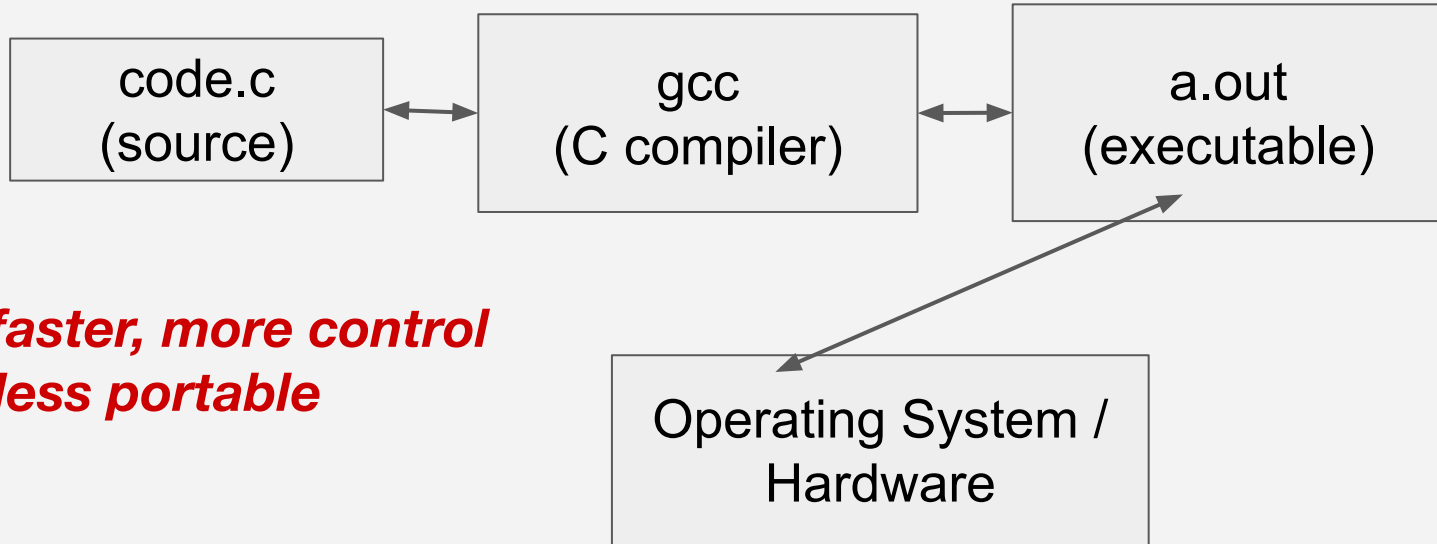 code.c
(source)
gcc
(C compiler)
a.out
(executable)
faster, more control
less portable
Operating System /
Hardware